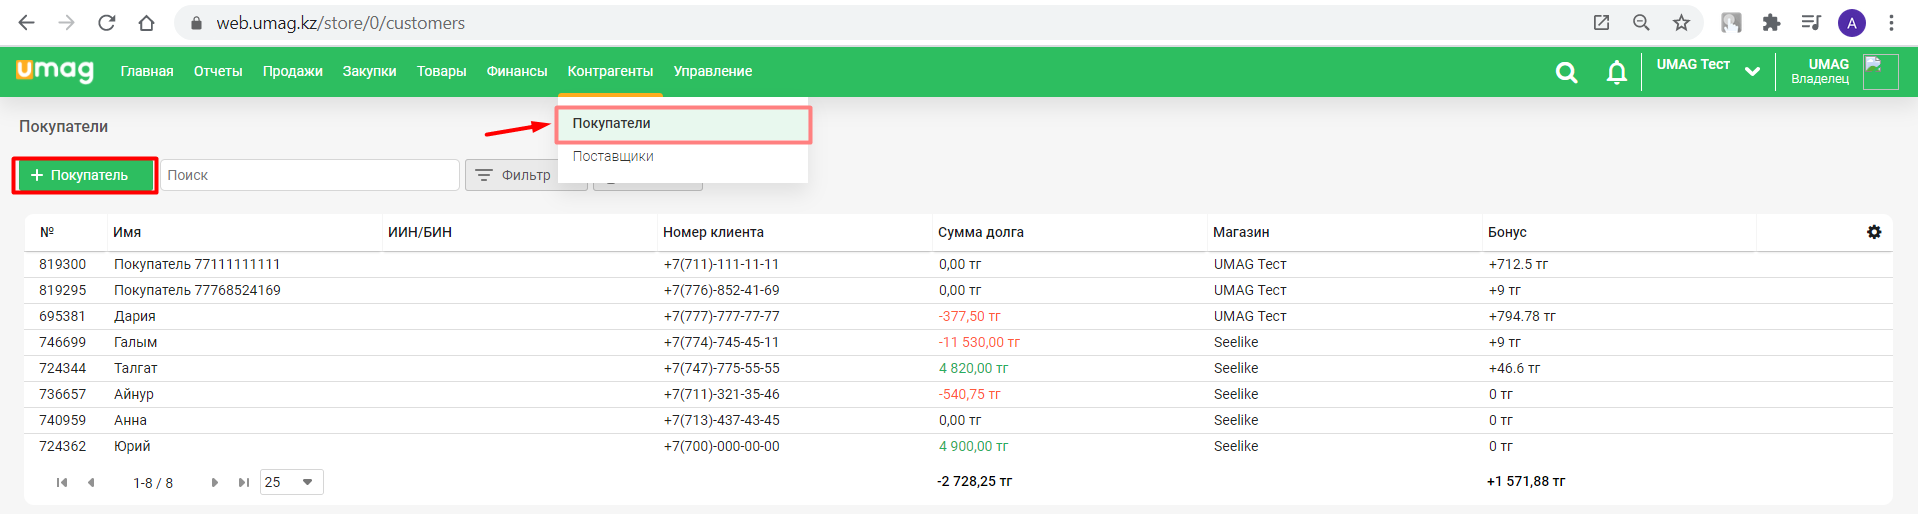 web.umag.kz/store/0/customers
A
umag Главная Отчеты Продажи Закупки Товары Финансы Контрагенты Управление UMAG Тест UMAG
Владелец
Покупатели
Покупатели
Поставщики
+ Покупатель Поиск Фильтр
№ Имя ИИН/БИН Номер клиента Сумма долга Магазин Бонус
819300 Покупатель 77111111111 +7(711)-111-11-11 0,00 тг UMAG Тест +712.5 тг
819295 Покупатель 77768524169 +7(776)-852-41-69 0,00 тг UMAG Тест +9 тг
695381 Дария +7(777)-777-77-77 -377,50 тг UMAG Тест +794.78 тг
746699 Галым +7(774)-745-45-11 -11 530,00 тг Seelike +9 тг
724344 Талгат +7(747)-775-55-55 4 820,00 тг Seelike +46.6 тг
736657 Айнур +7(711)-321-35-46 -540,75 тг Seelike 0 тг
740959 Анна +7(713)-437-43-45 0,00 тг Seelike 0 тг
724362 Юрий +7(700)-000-00-00 4 900,00 тг Seelike 0 тг
1-8 / 8 25 -2 728,25 тг +1 571,88 тг